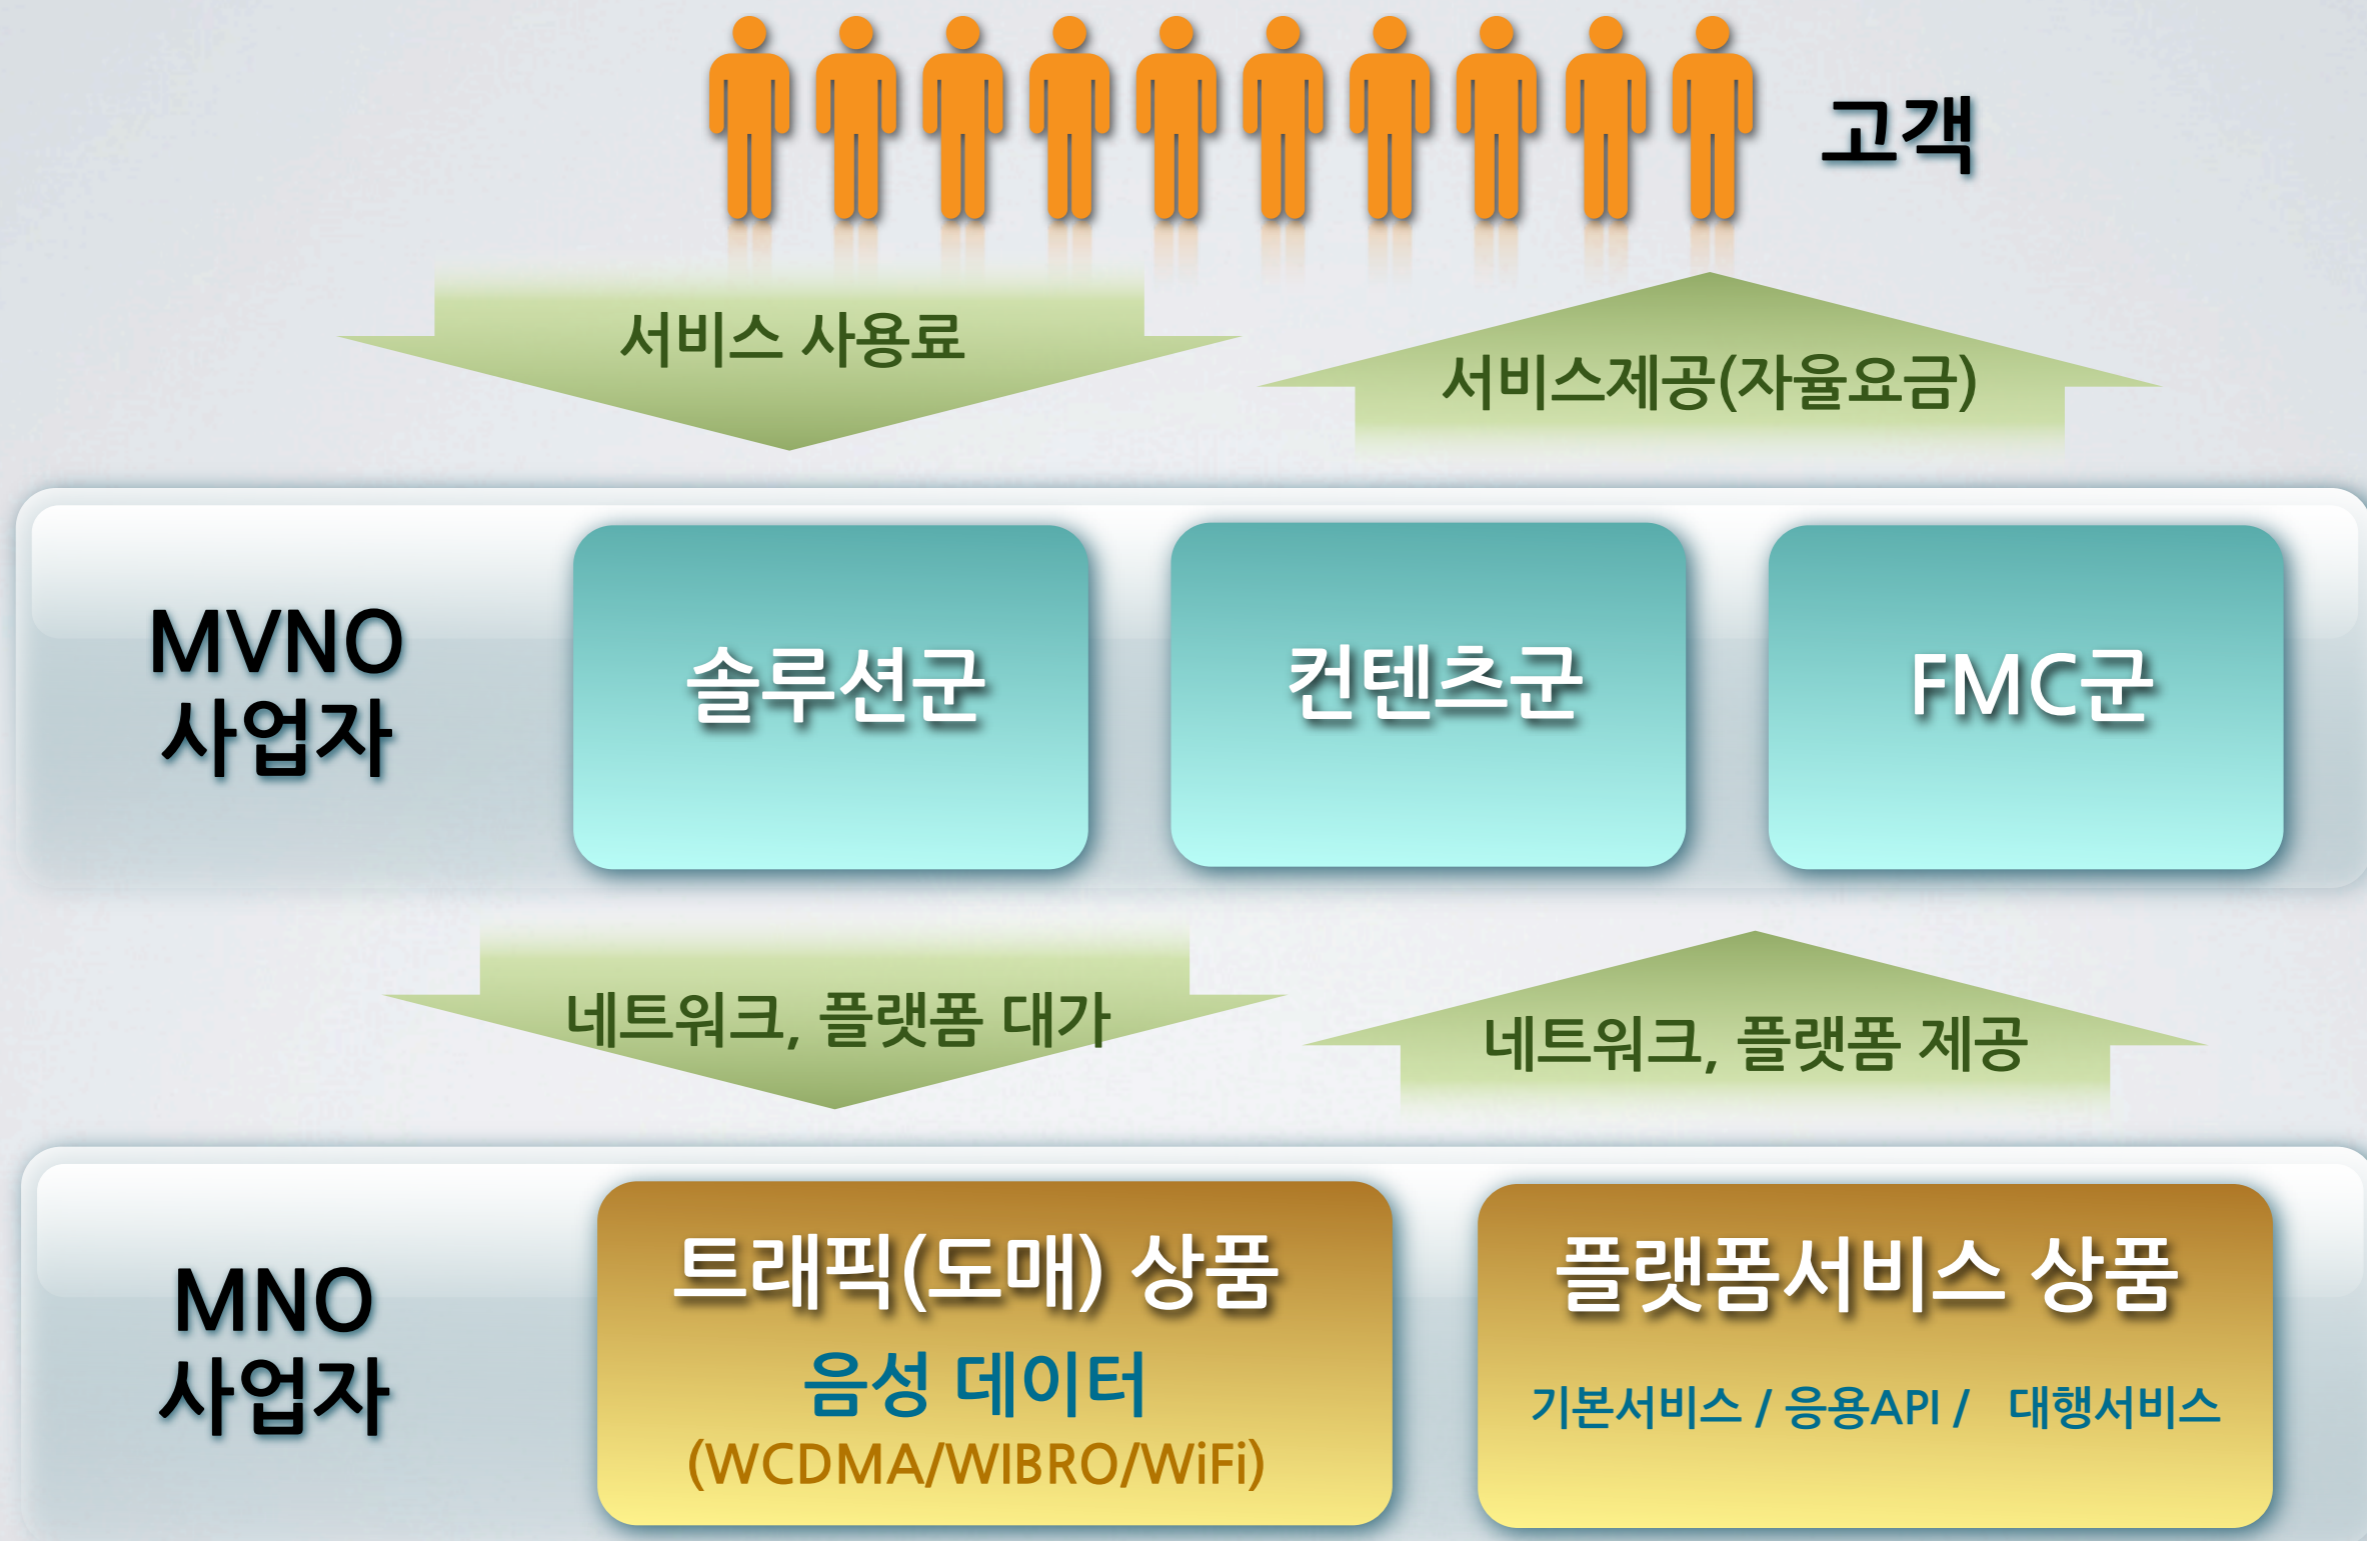 고객
서비스 사용료
서비스제공(자율요금)
MVNO
사업자
솔루션군
컨텐츠군
FMC군
네트워크, 플랫폼 대가
네트워크, 플랫폼 제공
MNO
사업자
트래픽(도매) 상품
음성 데이터
(WCDMA/WIBRO/WiFi)
플랫폼서비스 상품
기본서비스 / 응용API / 대행서비스